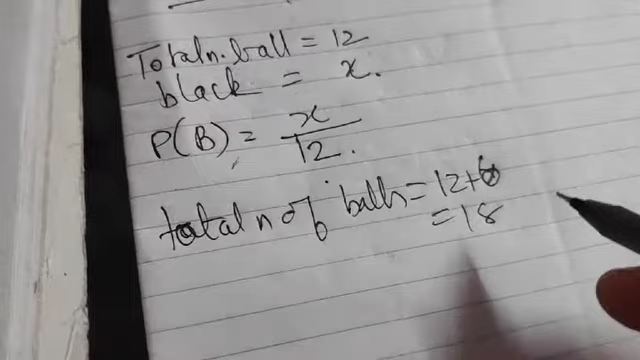 Total n. ball = 12
black = x.
P(B) = x/12.
total n of balls = 12+6
= 18